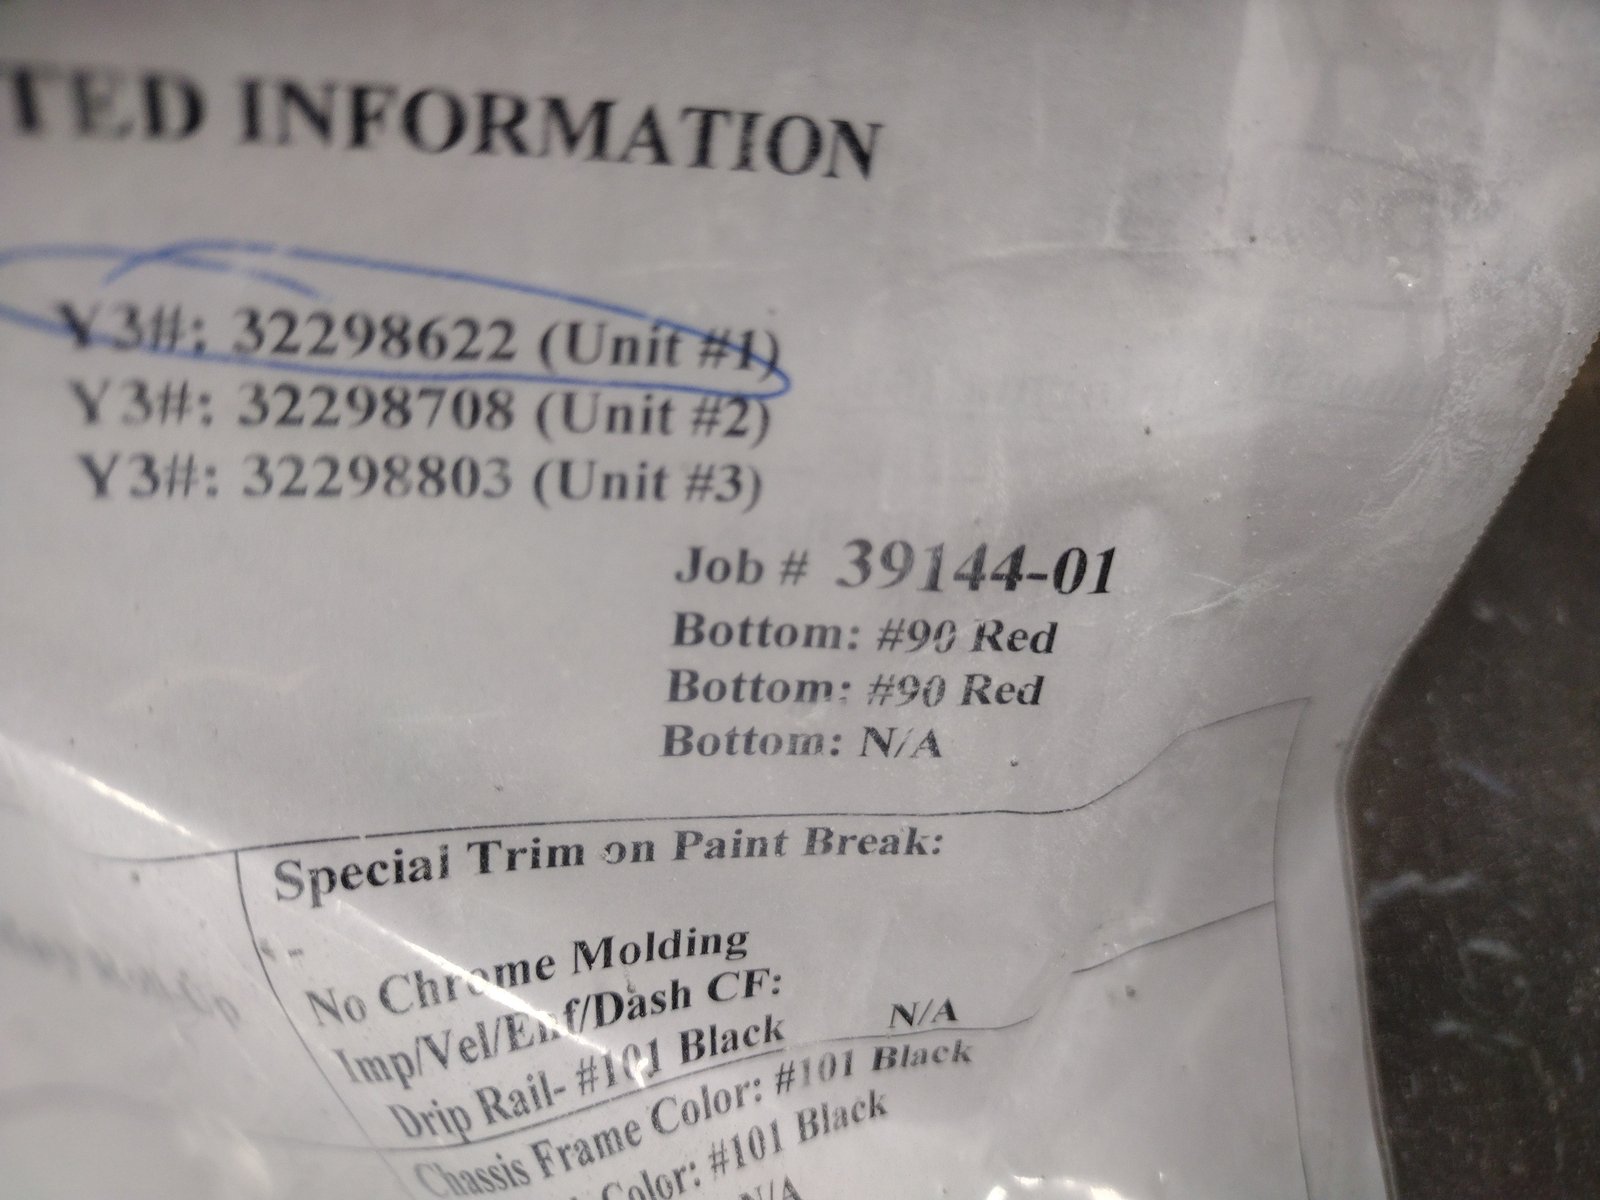 TED INFORMATION
Y3#: 32298622 (Unit #1)
Y3#: 32298708 (Unit #2)
Y3#: 32298803 (Unit #3)
Job # 39144-01
Bottom: #90 Red
Bottom: #90 Red
Bottom: N/A
Special Trim on Paint Break:
No Chrome Molding
Imp/Vel/Enf/Dash CF:
Drip Rail- #101 Black N/A
Chassis Frame Color: #101 Black
Color: #101 Black
N/A